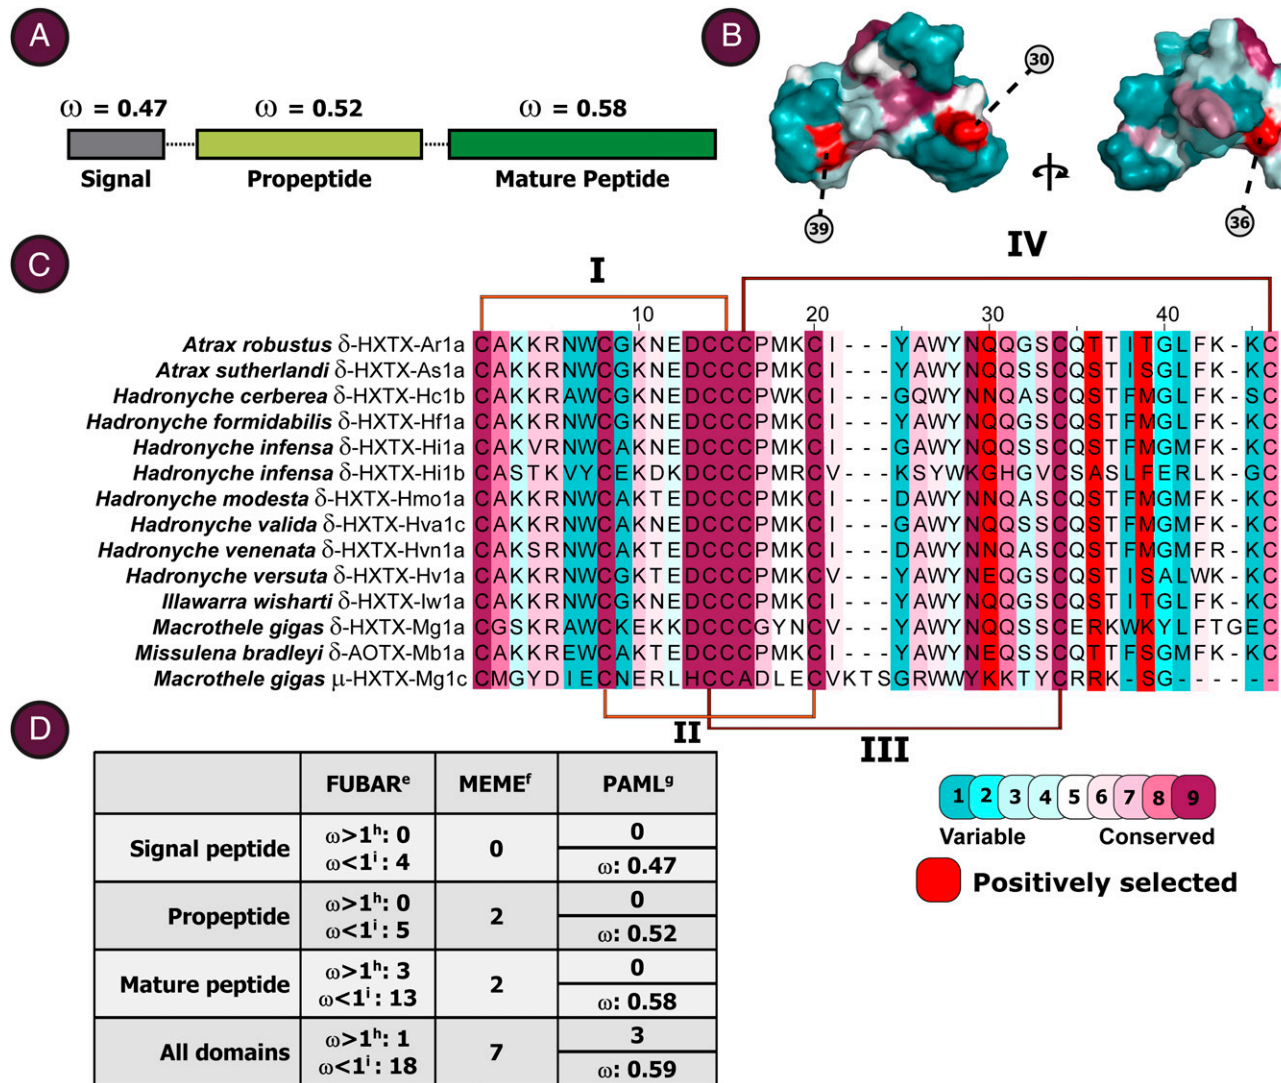 A
ω = 0.47 ω = 0.52 ω = 0.58
Signal Propeptide Mature Peptide
B
30
39
36
C
I IV
10 20 30 40
Atrax robustus δ-HXTX-Ar1a CAKKRNWCGKNEDCCCPMKCI---YAWYNQQGSCQTTITGLFK-KC
Atrax sutherlandi δ-HXTX-As1a CAKKRNWCGKNEDCCCPMKCI---YAWYNQQSSCQSTISGLFK-KC
Hadronyche cerberea δ-HXTX-Hc1b CAKKRAWCGKNEDCCCPWKCI---GQWYNNQASCQSTFMGLFK-SC
Hadronyche formidabilis δ-HXTX-Hf1a CAKKRNWCGKNEDCCCPMKCI---GAWYNQQASCQSTFMGLFK-KC
Hadronyche infensa δ-HXTX-Hi1a CAKVRNWCAKNEDCCCPMKCI---GAWYNQQGSCQSTFMGMFK-KC
Hadronyche infensa δ-HXTX-Hi1b CASTKVYCEKDKDCCCPMRCV---KSYWKGHGVCSASLFERLK-GC
Hadronyche modesta δ-HXTX-Hmo1a CAKKRNWCAKTEDCCCPMKCI---DAWYNNQASCQSTFMGMFK-KC
Hadronyche valida δ-HXTX-Hva1c CAKKRNWCAKNEDCCCPMKCI---GAWYNQQGSCQSTFMGMFK-KC
Hadronyche venenata δ-HXTX-Hvn1a CAKSRNWCAKTEDCCCPMKCI---DAWYNNQASCQSTFMGMFR-KC
Hadronyche versuta δ-HXTX-Hv1a CAKKRNWCGKTEDCCCPMKCV---YAWYNEQGSCQSTISALWK-KC
Illawarra wisharti δ-HXTX-Iw1a CAKKRNWCGKNEDCCCPMKCI---YAWYNQQGSCQSTITGLFK-KC
Macrothele gigas δ-HXTX-Mg1a CGSKRAWCKEKKDCCCGYNCV---YAWYNQQSSCERKWKYLFTGEC
Missulena bradleyi δ-AOTX-Mb1a CAKKREWCAKTEDCCCPMKCI---YAWYNEQSSCQTTFSGLFK-KC
Macrothele gigas μ-HXTX-Mg1c CMGYDIECNERLHCCADLECVKTSGRWWYKKTYCRRK-SG-----
II III
D
FUBARe MEMEf PAMLg
Signal peptide ω>1h: 0 ω<1i: 4 0 0 ω: 0.47
Propeptide ω>1h: 0 ω<1i: 5 2 0 ω: 0.52
Mature peptide ω>1h: 3 ω<1i: 13 2 0 ω: 0.58
All domains ω>1h: 1 ω<1i: 18 7 3 ω: 0.59
1 2 3 4 5 6 7 8 9
Variable Conserved
Positively selected